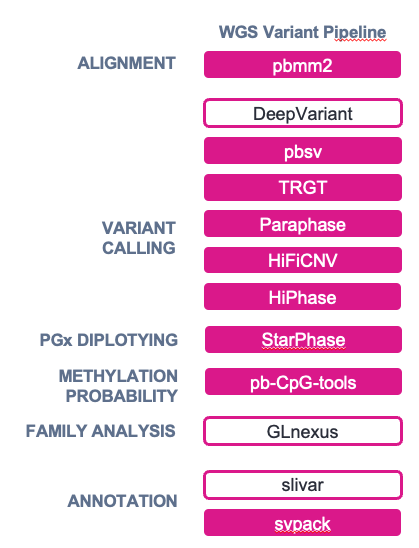 WGS Variant Pipeline
ALIGNMENT
pbmm2
DeepVariant
pbsv
TRGT
VARIANT
CALLING
Paraphase
HiFiCNV
HiPhase
PGx DIPLOTYING
StarPhase
METHYLATION
PROBABILITY
pb-CpG-tools
FAMILY ANALYSIS
GLnexus
ANNOTATION
slivar
svpack